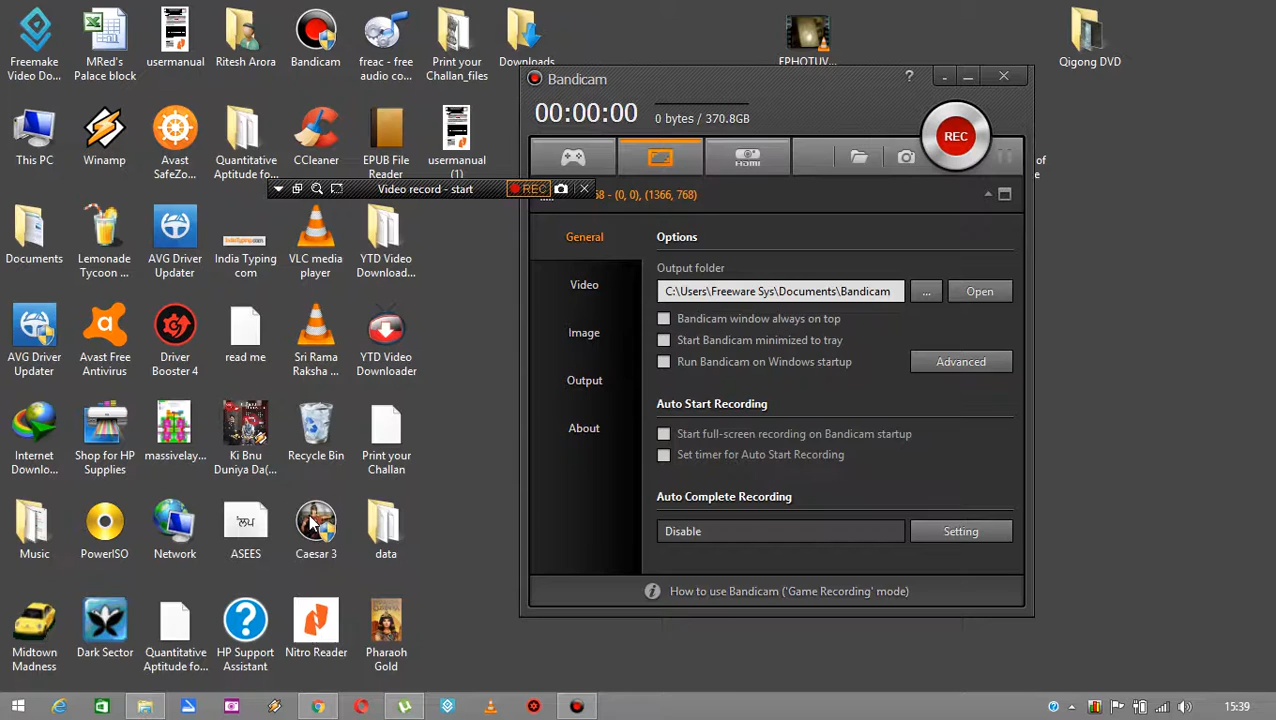 Freemake
Video Do...
MRed's
Palace block
usermanual
Ritesh Arora
Bandicam
freac - free
audio co...
Print your
Challan_files
Downloads
EPHOTUV...
Qigong DVD
This PC
Winamp
Avast
SafeZo...
Quantitative
Aptitude fo...
CCleaner
EPUB File
Reader
usermanual
(1)
Documents
Lemonade
Tycoon ...
AVG Driver
Updater
India Typing
com
VLC media
player
YTD Video
Download...
AVG Driver
Updater
Avast Free
Antivirus
Driver
Booster 4
read me
Sri Rama
Raksha ...
YTD Video
Downloader
Internet
Downlo...
Shop for HP
Supplies
massivelay...
Ki Bnu
Duniya Da(...
Recycle Bin
Print your
Challan
Music
PowerISO
Network
ASEES
Caesar 3
data
Midtown
Madness
Dark Sector
Quantitative
Aptitude fo...
HP Support
Assistant
Nitro Reader
Pharaoh
Gold
Video record - start
REC
Bandicam
?
00:00:00
0 bytes / 370.8GB
REC
HDMI
of
68 - (0, 0), (1366, 768)
General
Video
Image
Output
About
Options
Output folder
C:\Users\Freeware Sys\Documents\Bandicam
...
Open
Bandicam window always on top
Start Bandicam minimized to tray
Run Bandicam on Windows startup
Advanced
Auto Start Recording
Start full-screen recording on Bandicam startup
Set timer for Auto Start Recording
Auto Complete Recording
Disable
Setting
How to use Bandicam ('Game Recording' mode)
15:39